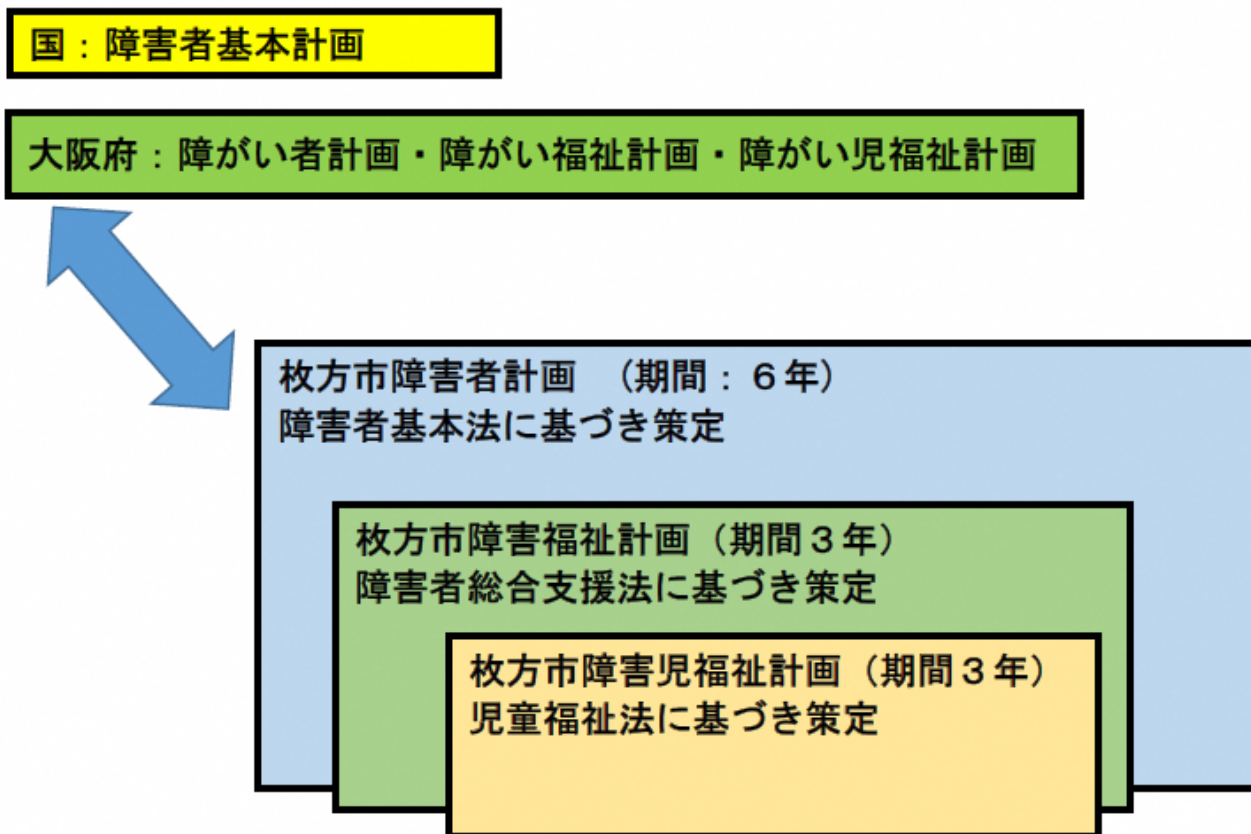 国：障害者基本計画
大阪府：障がい者計画・障がい福祉計画・障がい児福祉計画
枚方市障害者計画　（期間：６年）
障害者基本法に基づき策定
枚方市障害福祉計画（期間３年）
障害者総合支援法に基づき策定
枚方市障害児福祉計画（期間３年）
児童福祉法に基づき策定